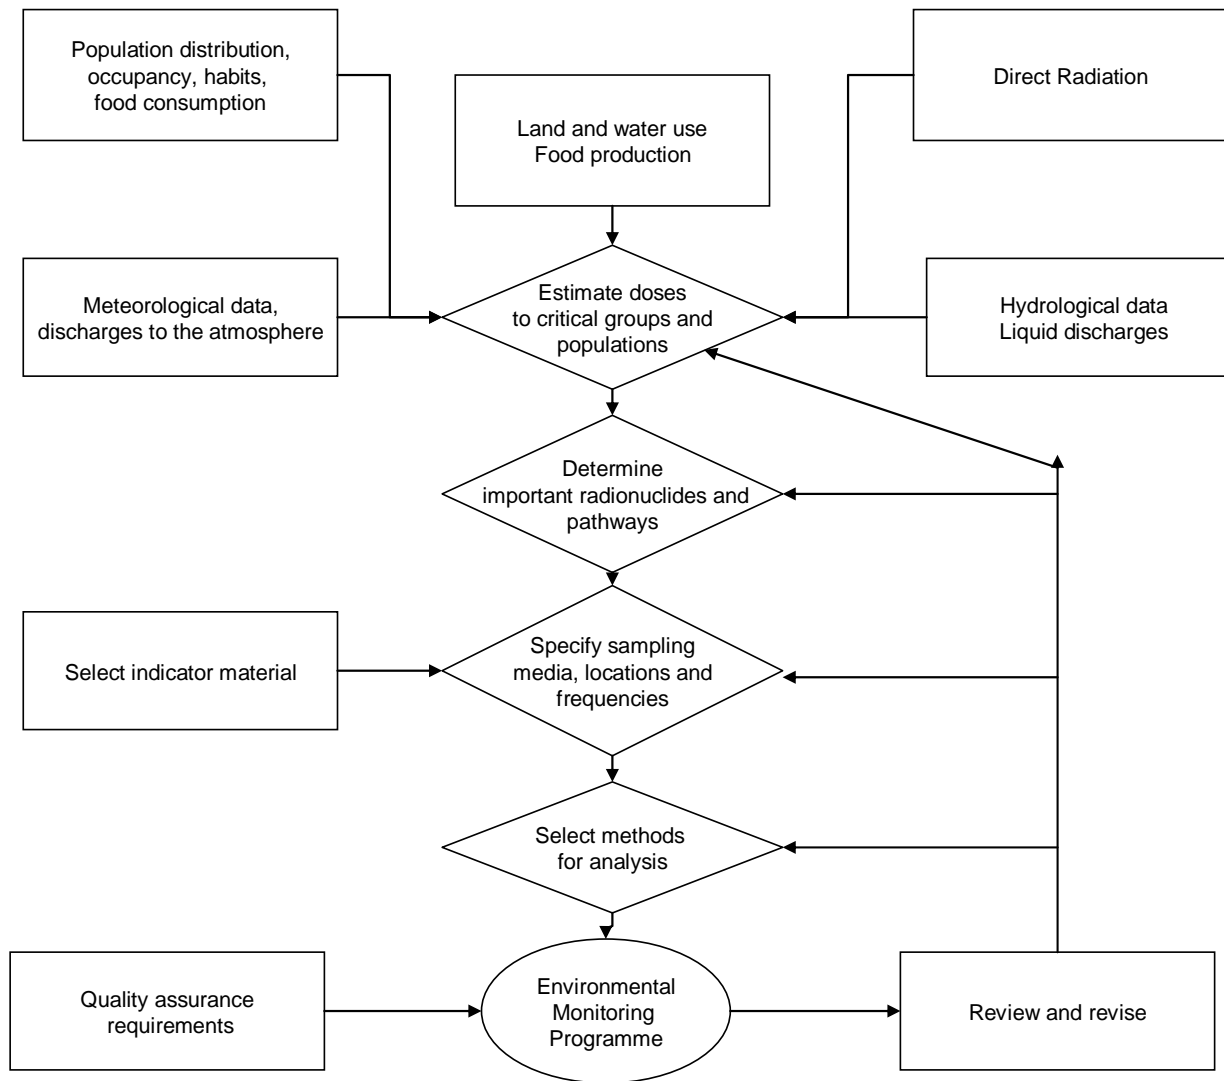 Population distribution,
occupancy, habits,
food consumption
Land and water use
Food production
Direct Radiation
Meteorological data,
discharges to the atmosphere
Estimate doses
to critical groups and
populations
Hydrological data
Liquid discharges
Determine
important radionuclides and
pathways
Select indicator material
Specify sampling
media, locations and
frequencies
Select methods
for analysis
Quality assurance
requirements
Environmental
Monitoring
Programme
Review and revise